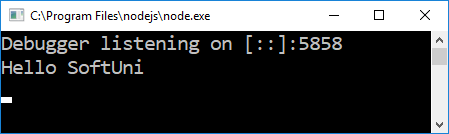 C:\Program Files\nodejs\node.exe
Debugger listening on [::]:5858
Hello SoftUni